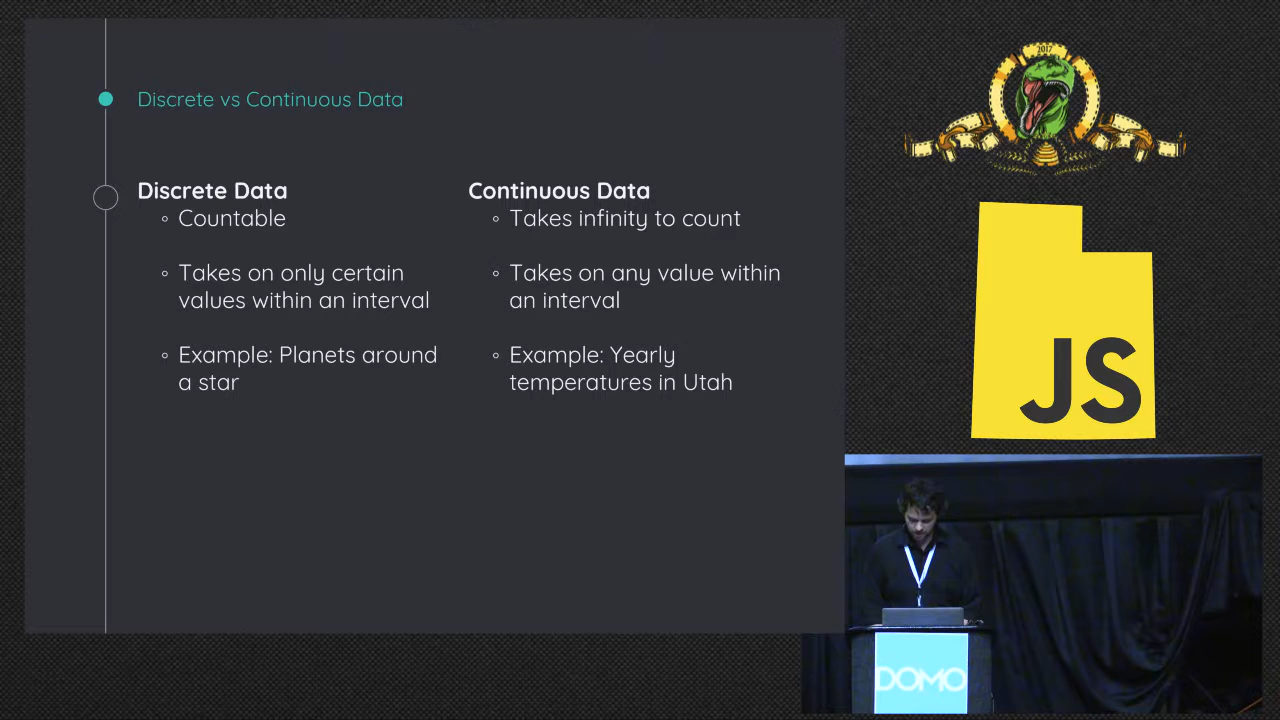 Discrete vs Continuous Data
Discrete Data
◦ Countable
◦ Takes on only certain
values within an interval
◦ Example: Planets around
a star
Continuous Data
◦ Takes infinity to count
◦ Takes on any value within
an interval
◦ Example: Yearly
temperatures in Utah
2017
JS
DOMO